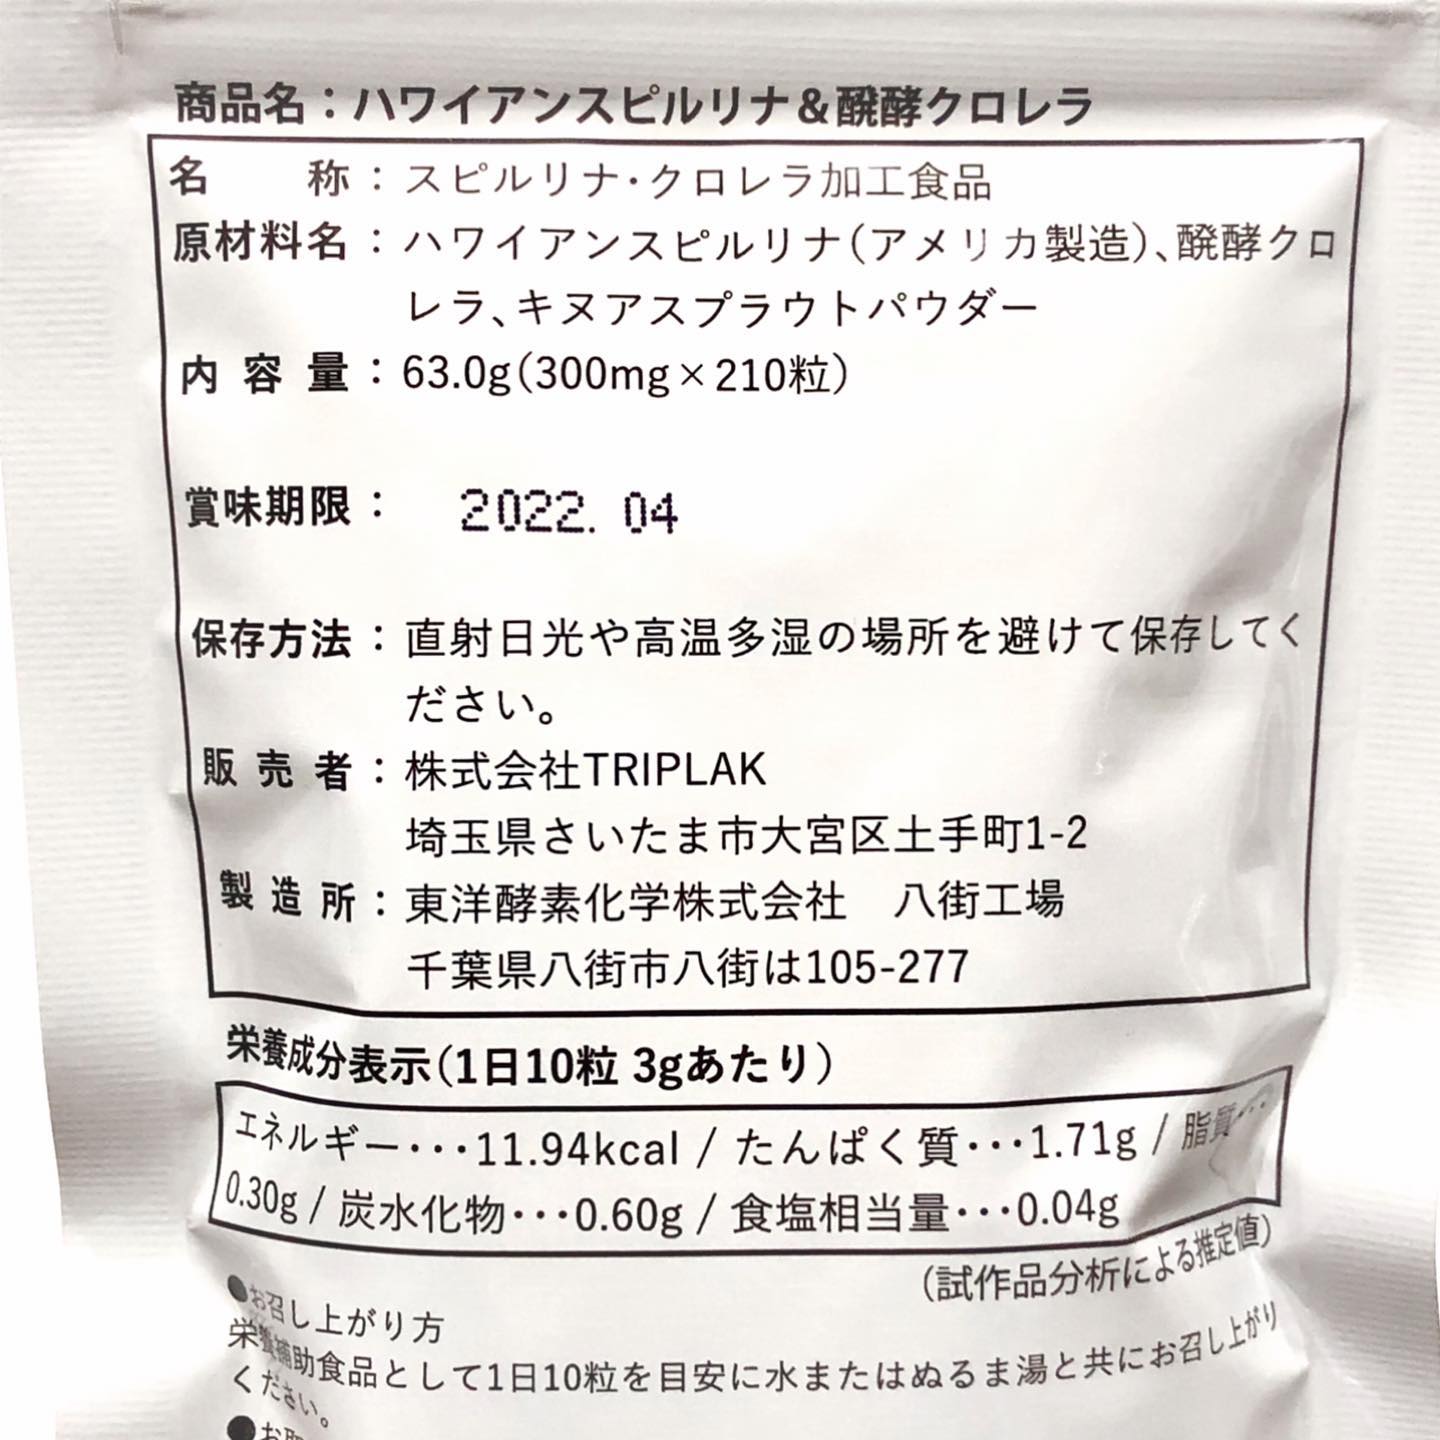 商品名：ハワイアンスピルリナ＆醗酵クロレラ
名　　称：スピルリナ・クロレラ加工食品
原材料名：ハワイアンスピルリナ（アメリカ製造）、醗酵クロ
レラ、キヌアスプラウトパウダー
内容量：63.0g（300mg×210粒）
賞味期限：2022.04
保存方法：直射日光や高温多湿の場所を避けて保存してく
ださい。
販売者：株式会社TRIPLAK
埼玉県さいたま市大宮区土手町1-2
製造所：東洋酵素化学株式会社　八街工場
千葉県八街市八街は105-277
栄養成分表示（1日10粒 3gあたり）
エネルギー・・・11.94kcal / たんぱく質・・・1.71g / 脂質・・・
0.30g / 炭水化物・・・0.60g / 食塩相当量・・・0.04g
（試作品分析による推定値）
●お召し上がり方
栄養補助食品として1日10粒を目安に水またはぬるま湯と共にお召し上がり
ください。